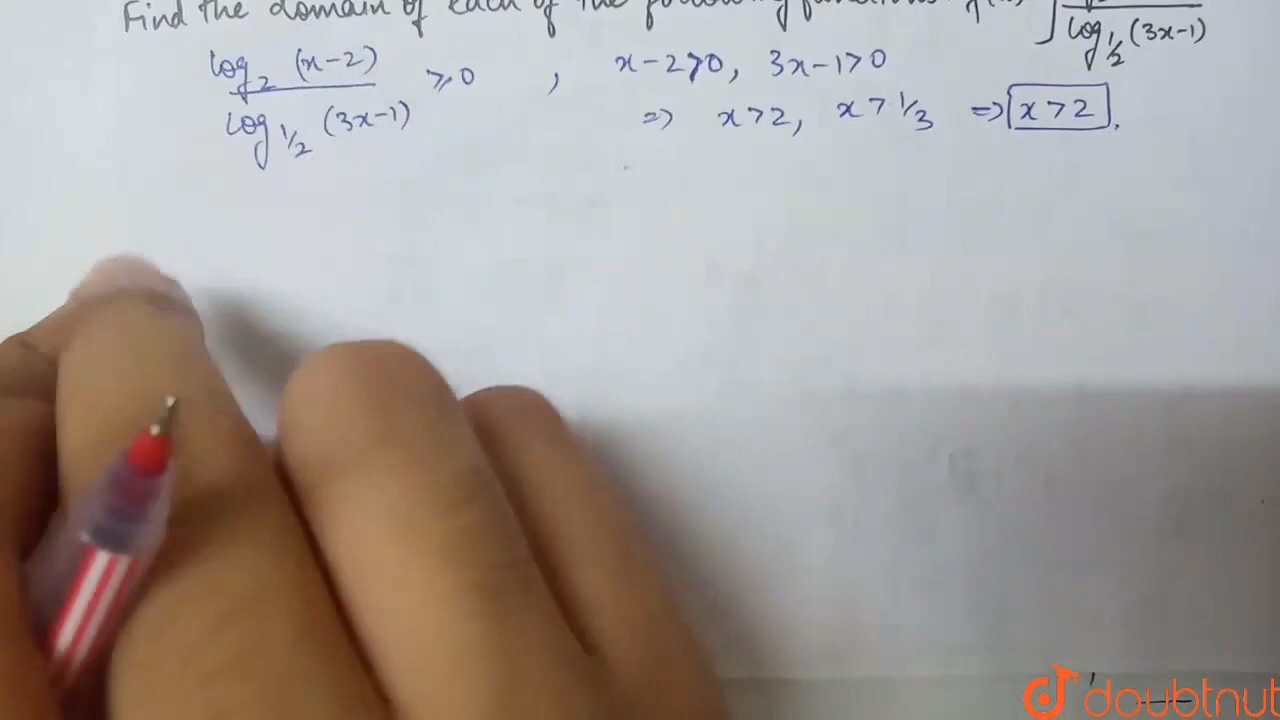 Find the domain of each of the following functions
log_{1/2} (3x-1)
log_2 (x-2) / log_{1/2} (3x-1) ≥ 0 , x-2>0, 3x-1>0
⇒ x>2, x>1/3 ⇒ x>2.
doubtnut